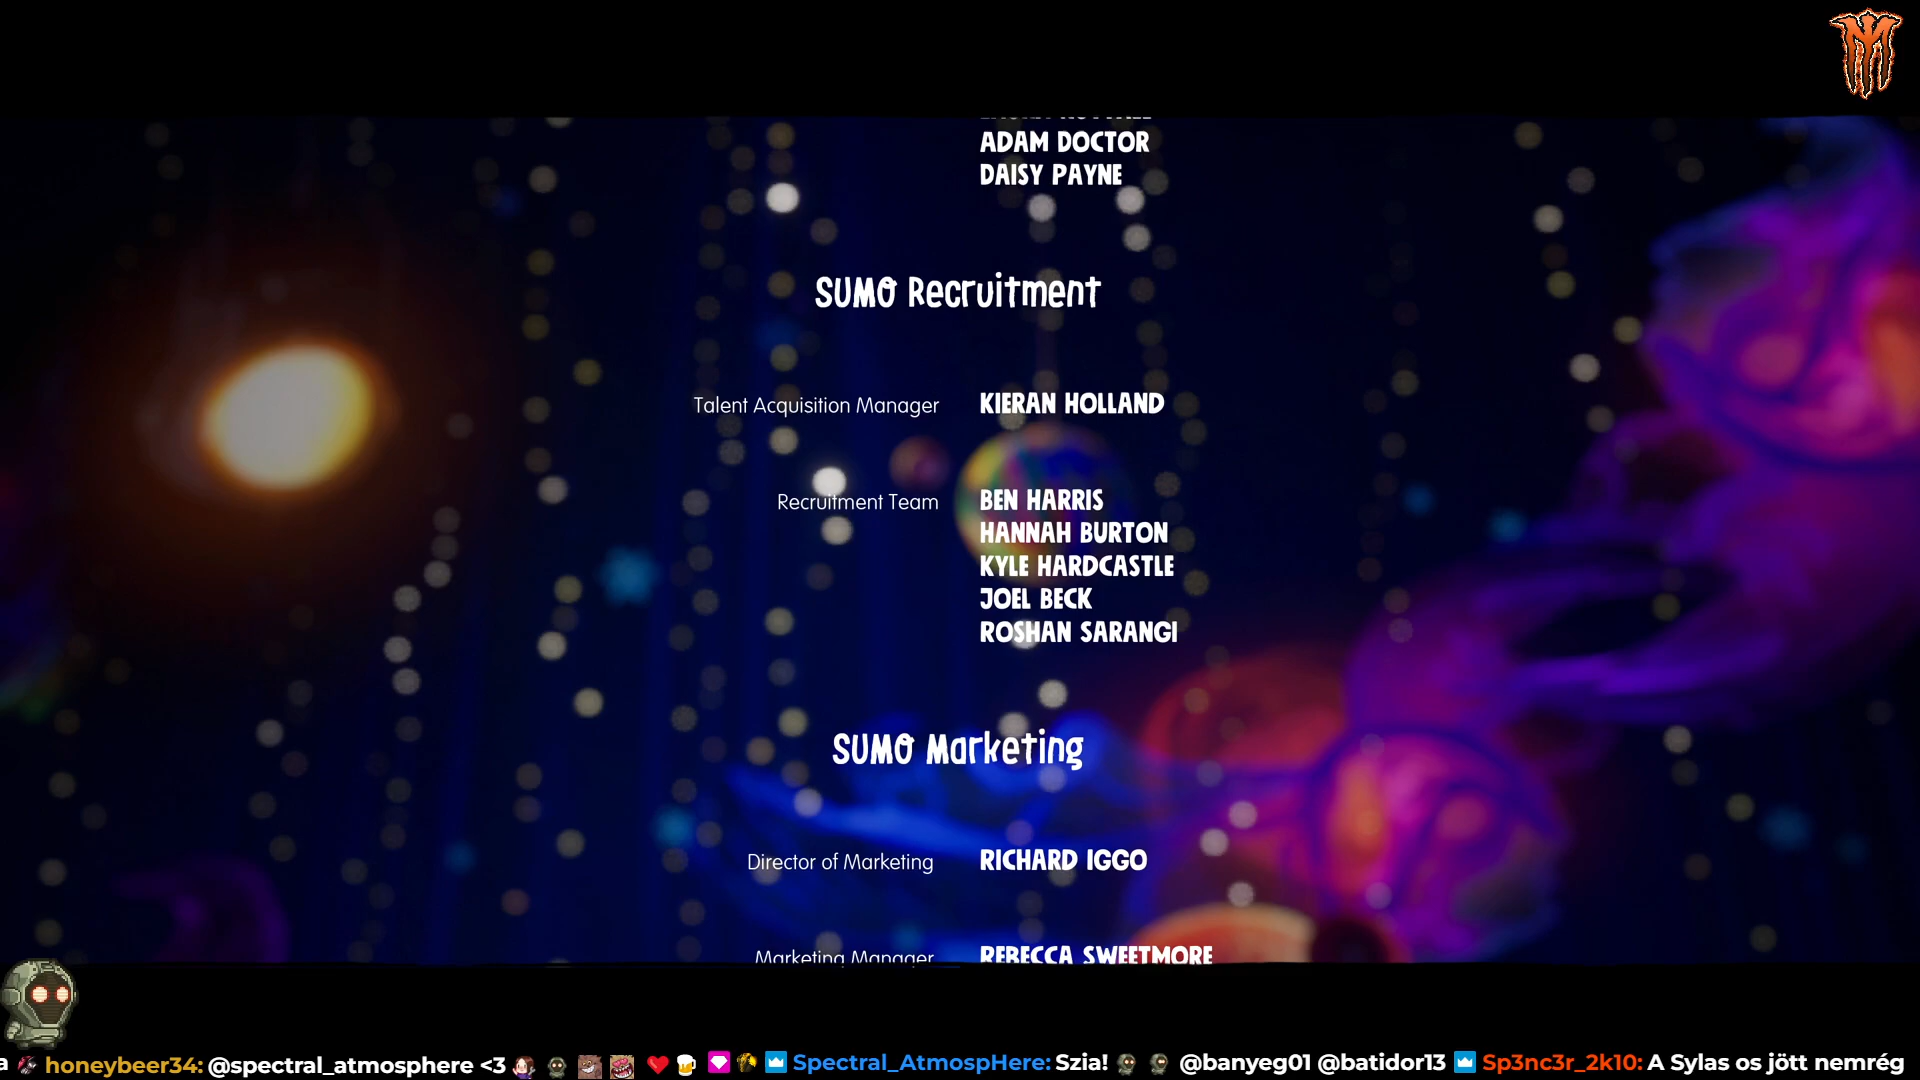 ADAM DOCTOR
DAISY PAYNE
SUMO Recruitment
Talent Acquisition Manager KIERAN HOLLAND
Recruitment Team BEN HARRIS
HANNAH BURTON
KYLE HARDCASTLE
JOEL BECK
ROSHAN SARANGI
SUMO Marketing
Director of Marketing RICHARD IGGO
Marketing Manager REBECCA SWEETMORE
a honeybeer34: @spectral_atmosphere <3 Spectral_AtmospHere: Szia! @banyeg01 @batidor13 Sp3nc3r_2k10: A Sylas os jött nemrég